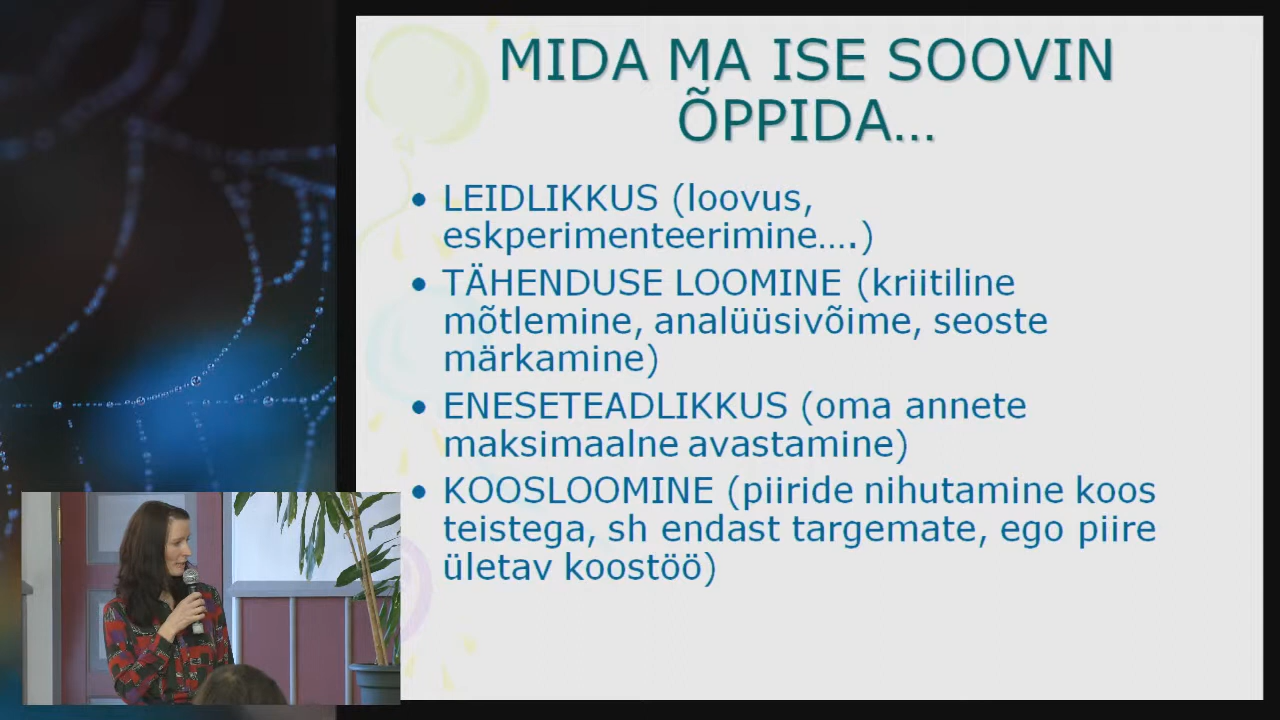 MIDA MA ISE SOOVIN
ÕPPIDA...
• LEIDLIKKUS (loovus,
eskperimenteerimine....)
• TÄHENDUSE LOOMINE (kriitiline
mõtlemine, analüüsivõime, seoste
märkamine)
• ENESETEADLIKKUS (oma annete
maksimaalne avastamine)
• KOOSLOOMINE (piiride nihutamine koos
teistega, sh endast targemate, ego piire
ületav koostöö)